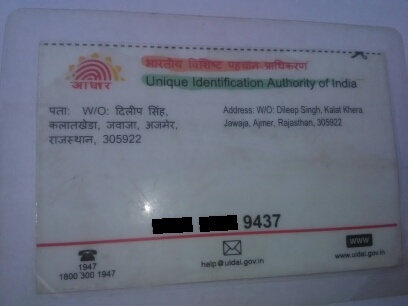 भारतीय विशिष्ट पहचान प्राधिकरण
Unique Identification Authority of India
आधार
पता: W/O: दिलीप सिंह,
कलातखेडा, जवाजा, अजमेर,
राजस्थान, 305922
Address: W/O: Dileep Singh, Kalat Khera,
Jawaja, Ajmer, Rajasthan, 305922
9437
1947
1800 300 1947
help@uidai.gov.in
WWW
www.uidai.gov.in